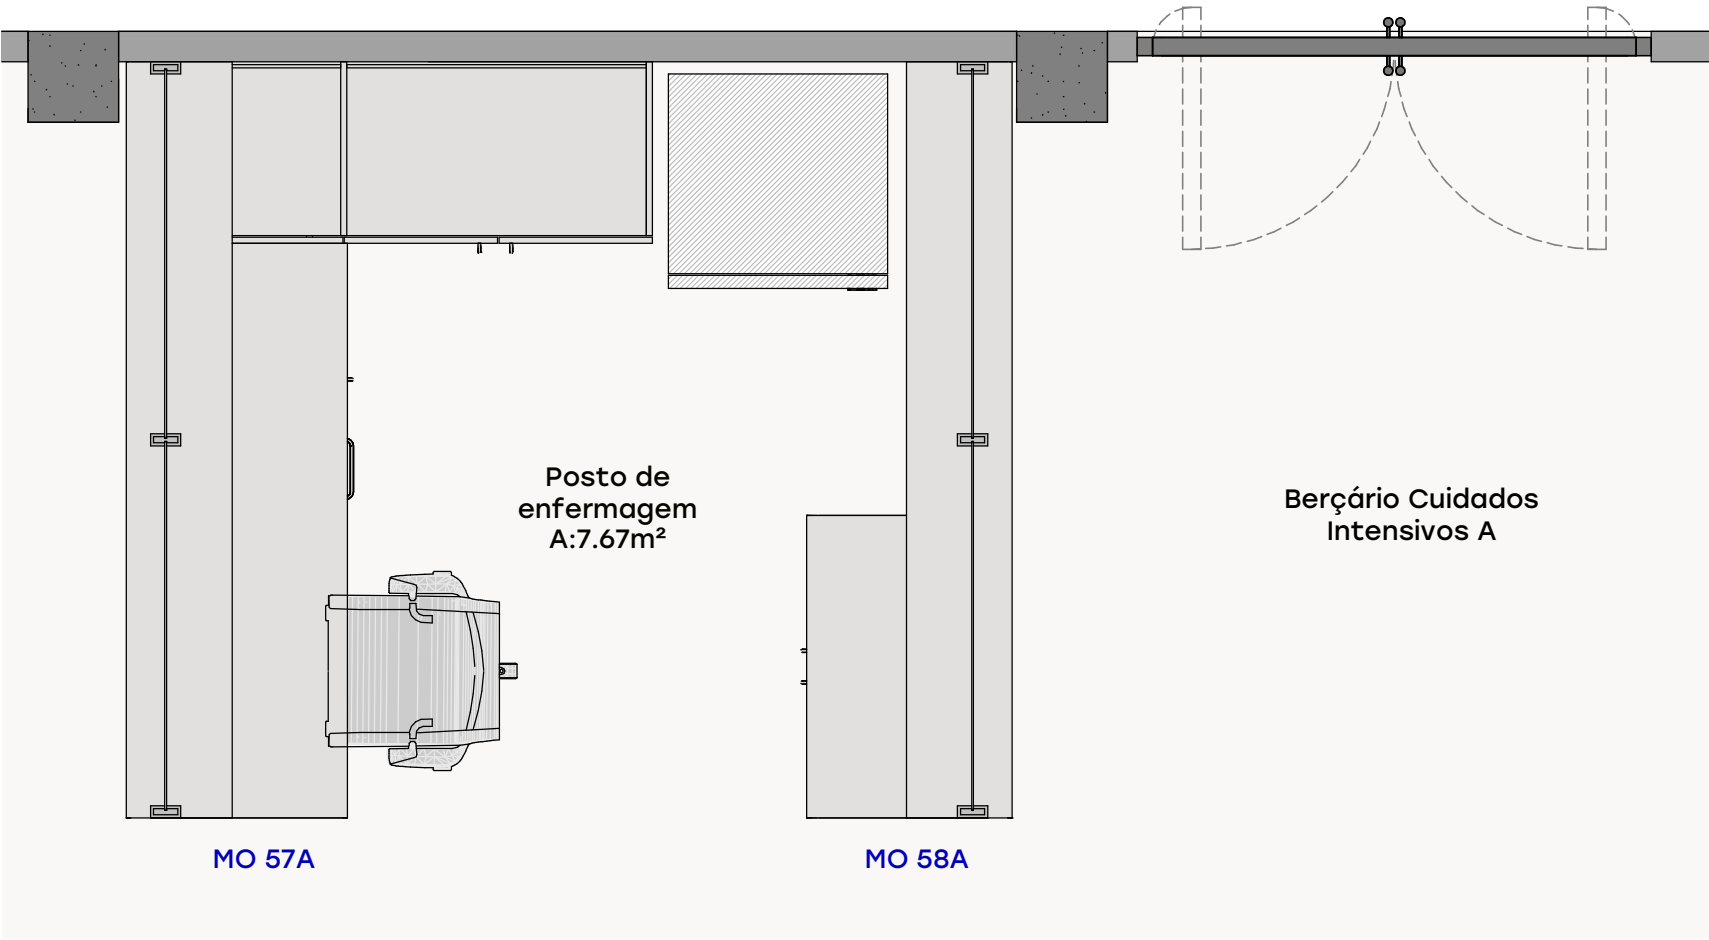 Posto de
enfermagem
A:7.67m²
Berçário Cuidados
Intensivos A
MO 57A
MO 58A